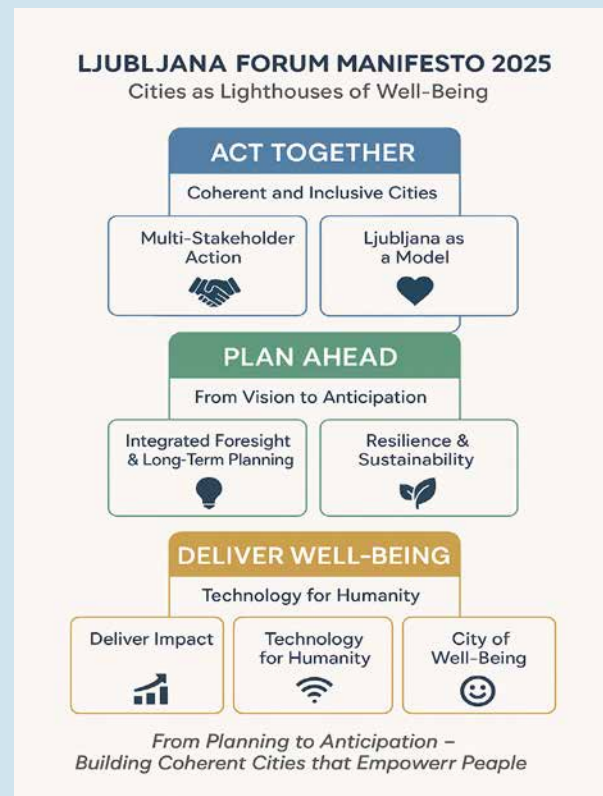 LJUBLJANA FORUM MANIFESTO 2025
Cities as Lighthouses of Well-Being
ACT TOGETHER
Coherent and Inclusive Cities
Multi-Stakeholder
Action
Ljubljana as
a Model
PLAN AHEAD
From Vision to Anticipation
Integrated Foresight
& Long-Term Planning
Resilience &
Sustainability
DELIVER WELL-BEING
Technology for Humanity
Deliver Impact
Technology
for Humanity
City of
Well-Being
From Planning to Anticipation –
Building Coherent Cities that Empowerr Peaple